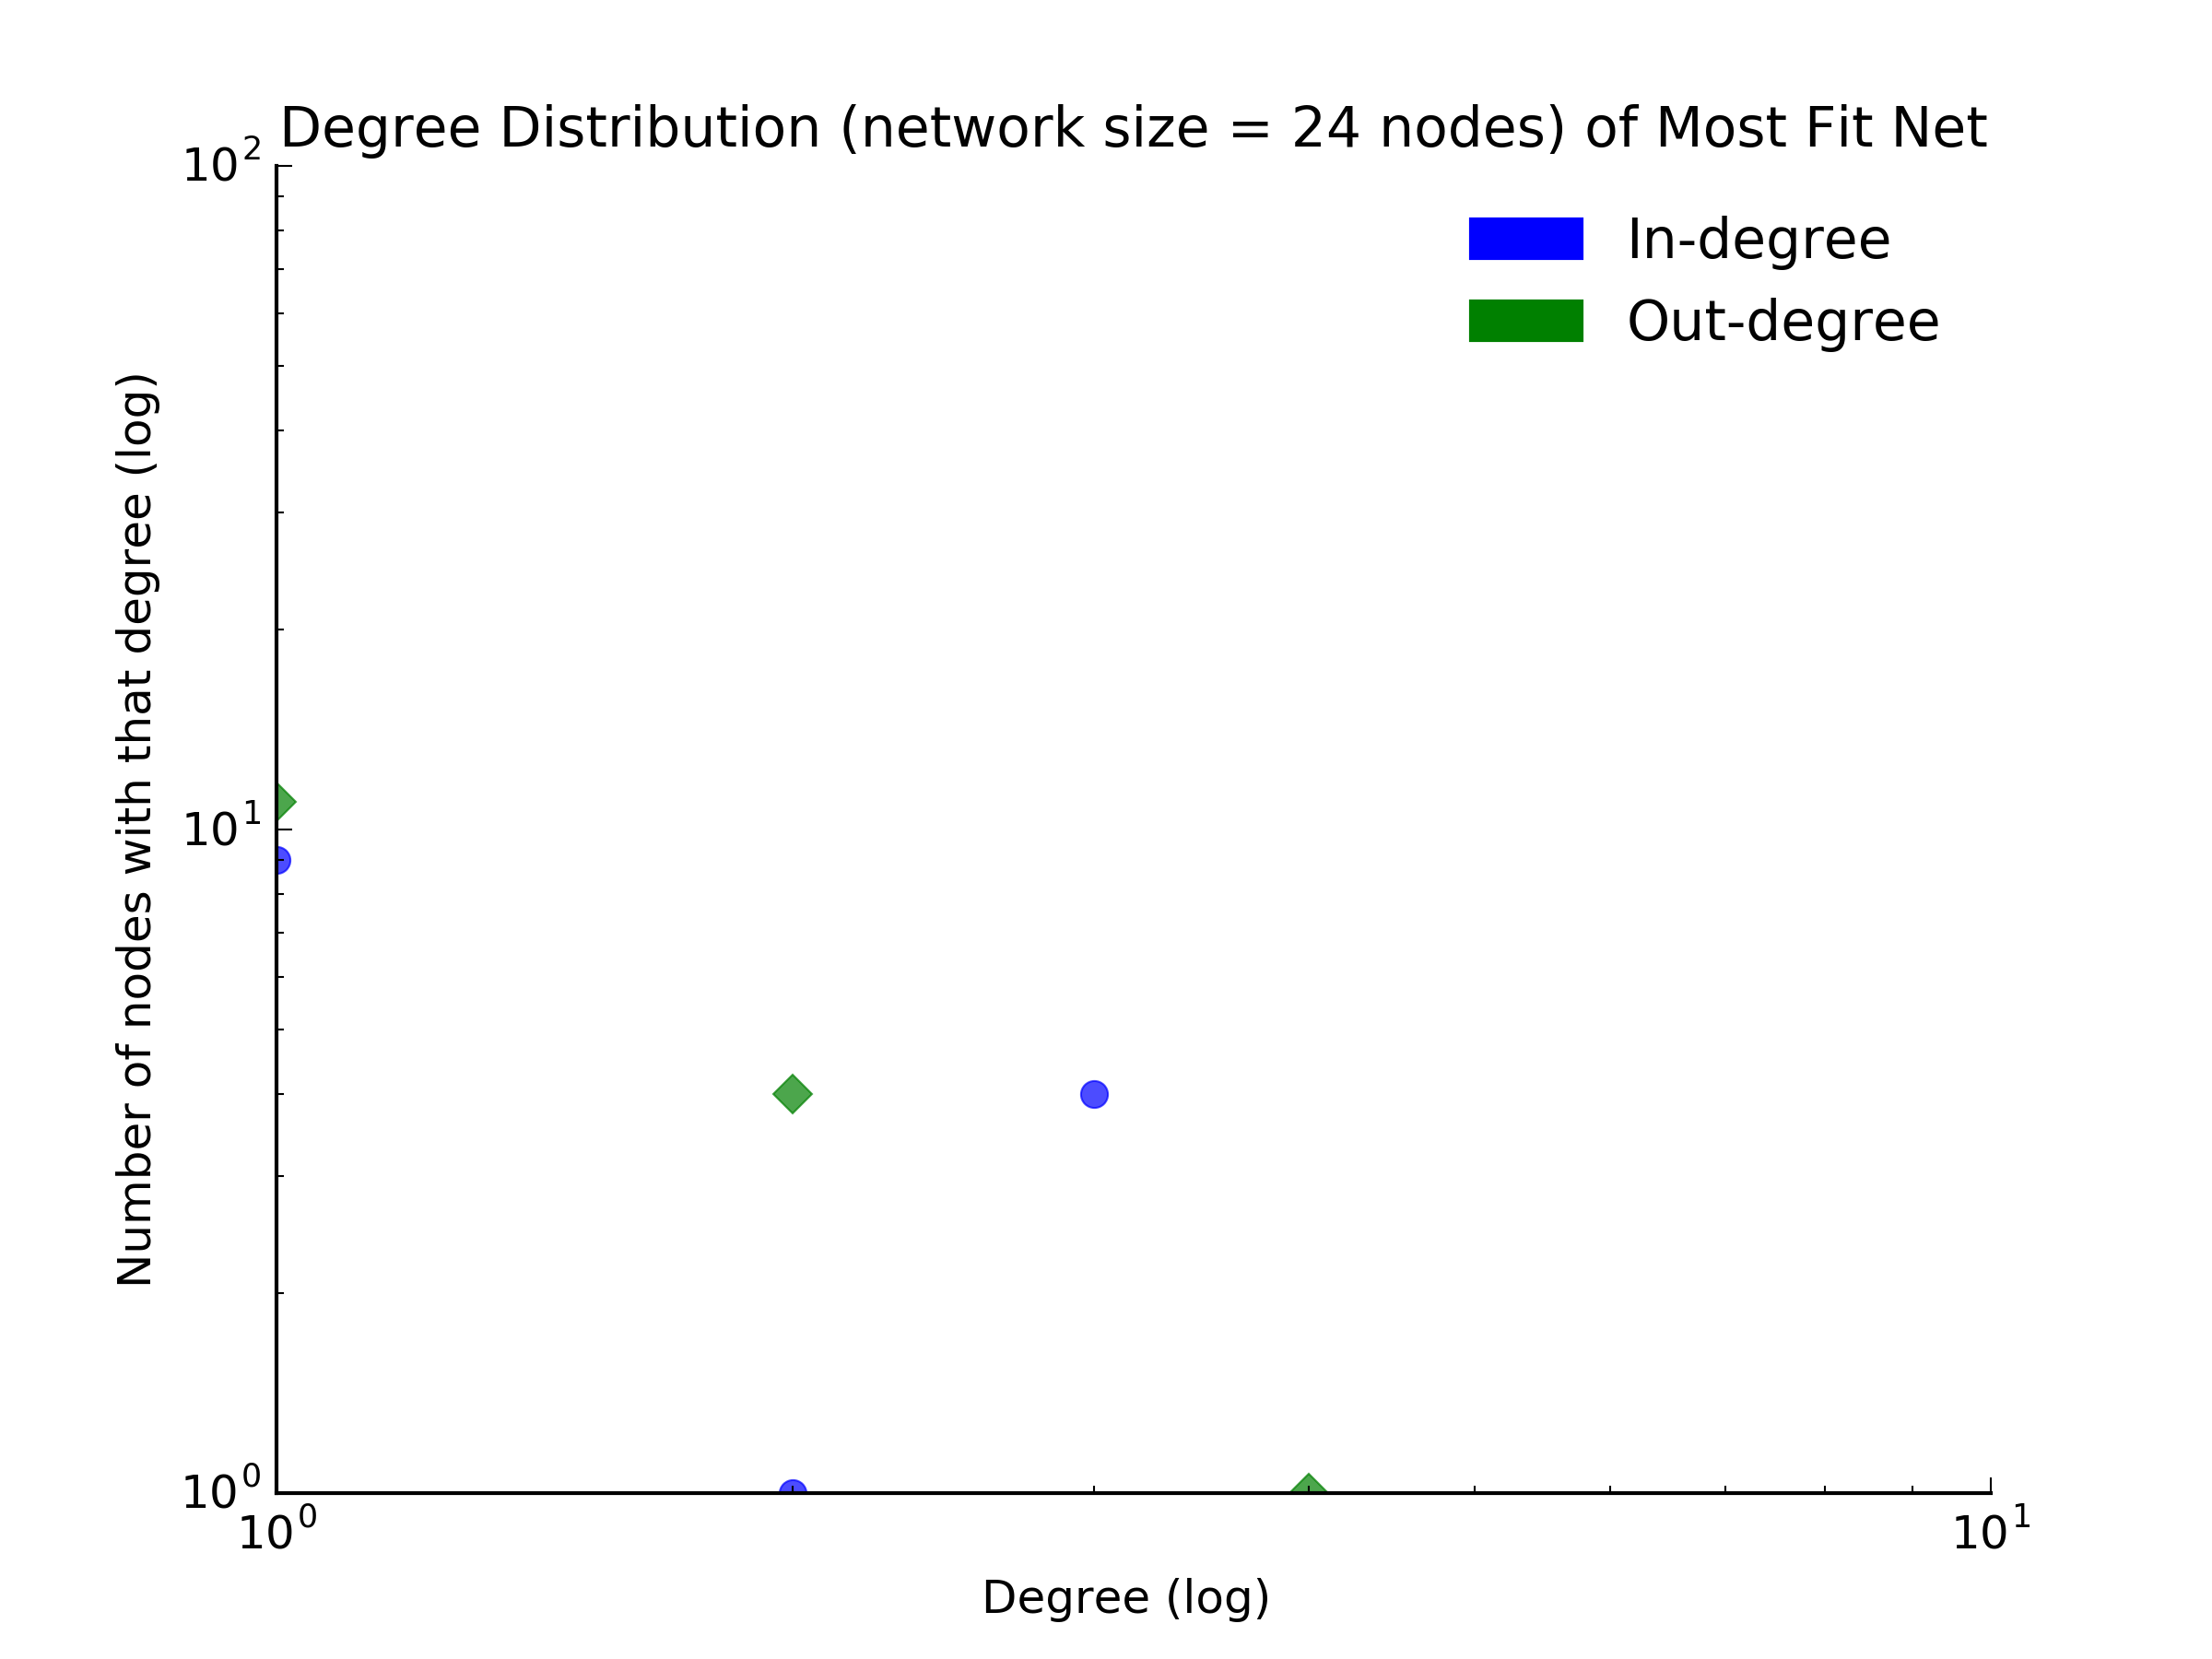 Degree Distribution (network size = 24 nodes) of Most Fit Net
10²
In-degree
Out-degree
Number of nodes with that degree (log)
10¹
10⁰
10⁰
10¹
Degree (log)